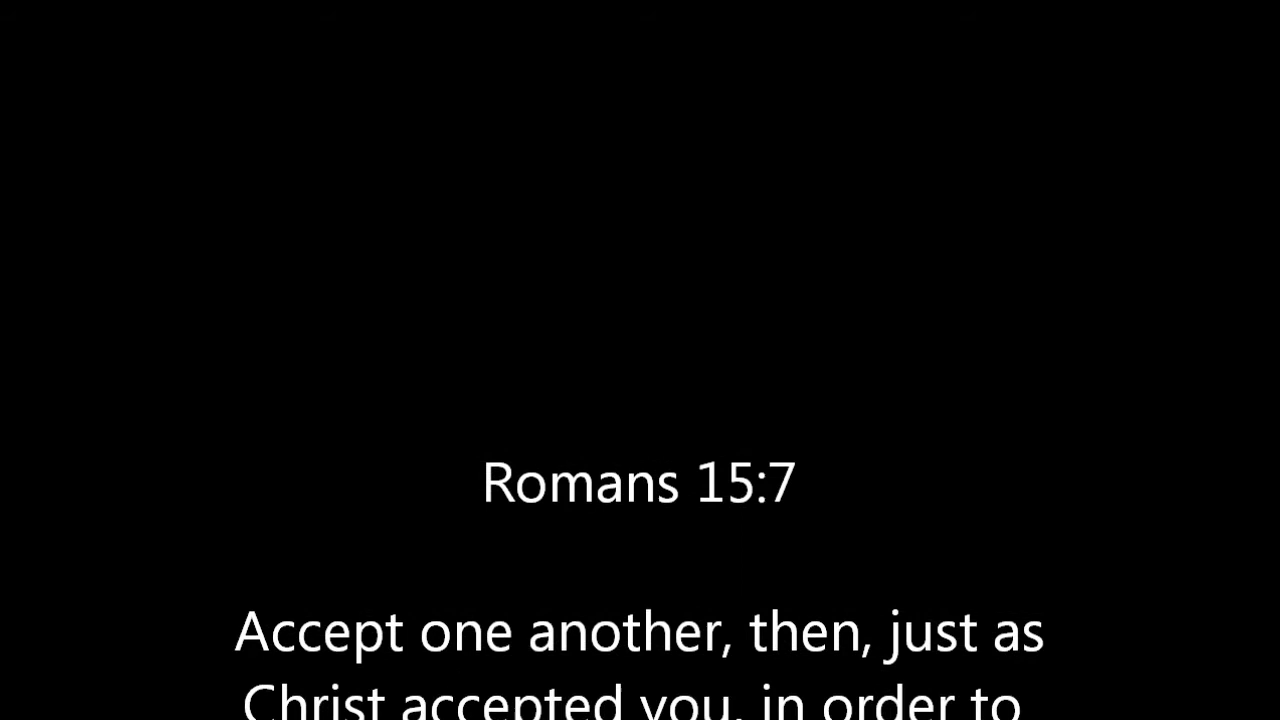 Romans 15:7
Accept one another, then, just as
Christ accepted you, in order to